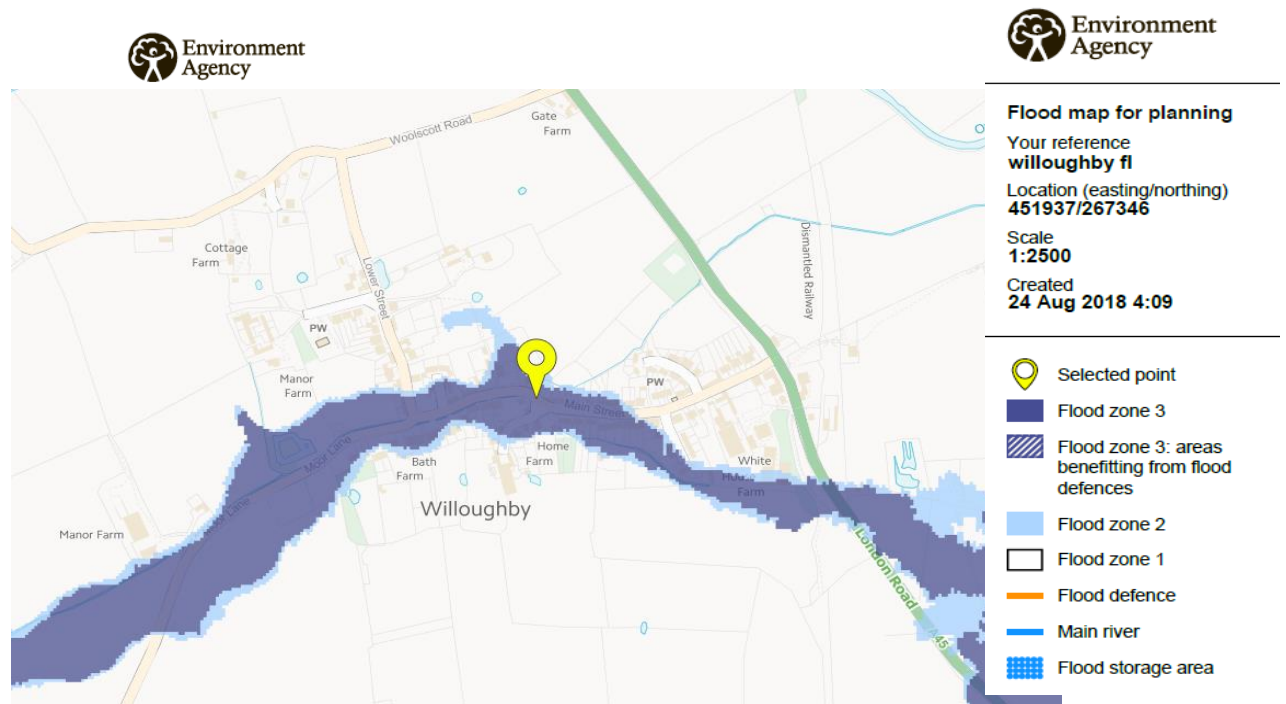 Environment
Agency
Gate
Farm
Woolscott Road
Cottage
Farm
Lower Street
Dismantled Railway
PW
Manor
Farm
PW
Main Street
Moor Lane
Bath
Farm
Home
Farm
White
Farm
Willoughby
Manor Farm
Lane
London Road
A45
Environment
Agency
Flood map for planning
Your reference
willoughby fl
Location (easting/northing)
451937/267346
Scale
1:2500
Created
24 Aug 2018 4:09
Selected point
Flood zone 3
Flood zone 3: areas
benefitting from flood
defences
Flood zone 2
Flood zone 1
Flood defence
Main river
Flood storage area